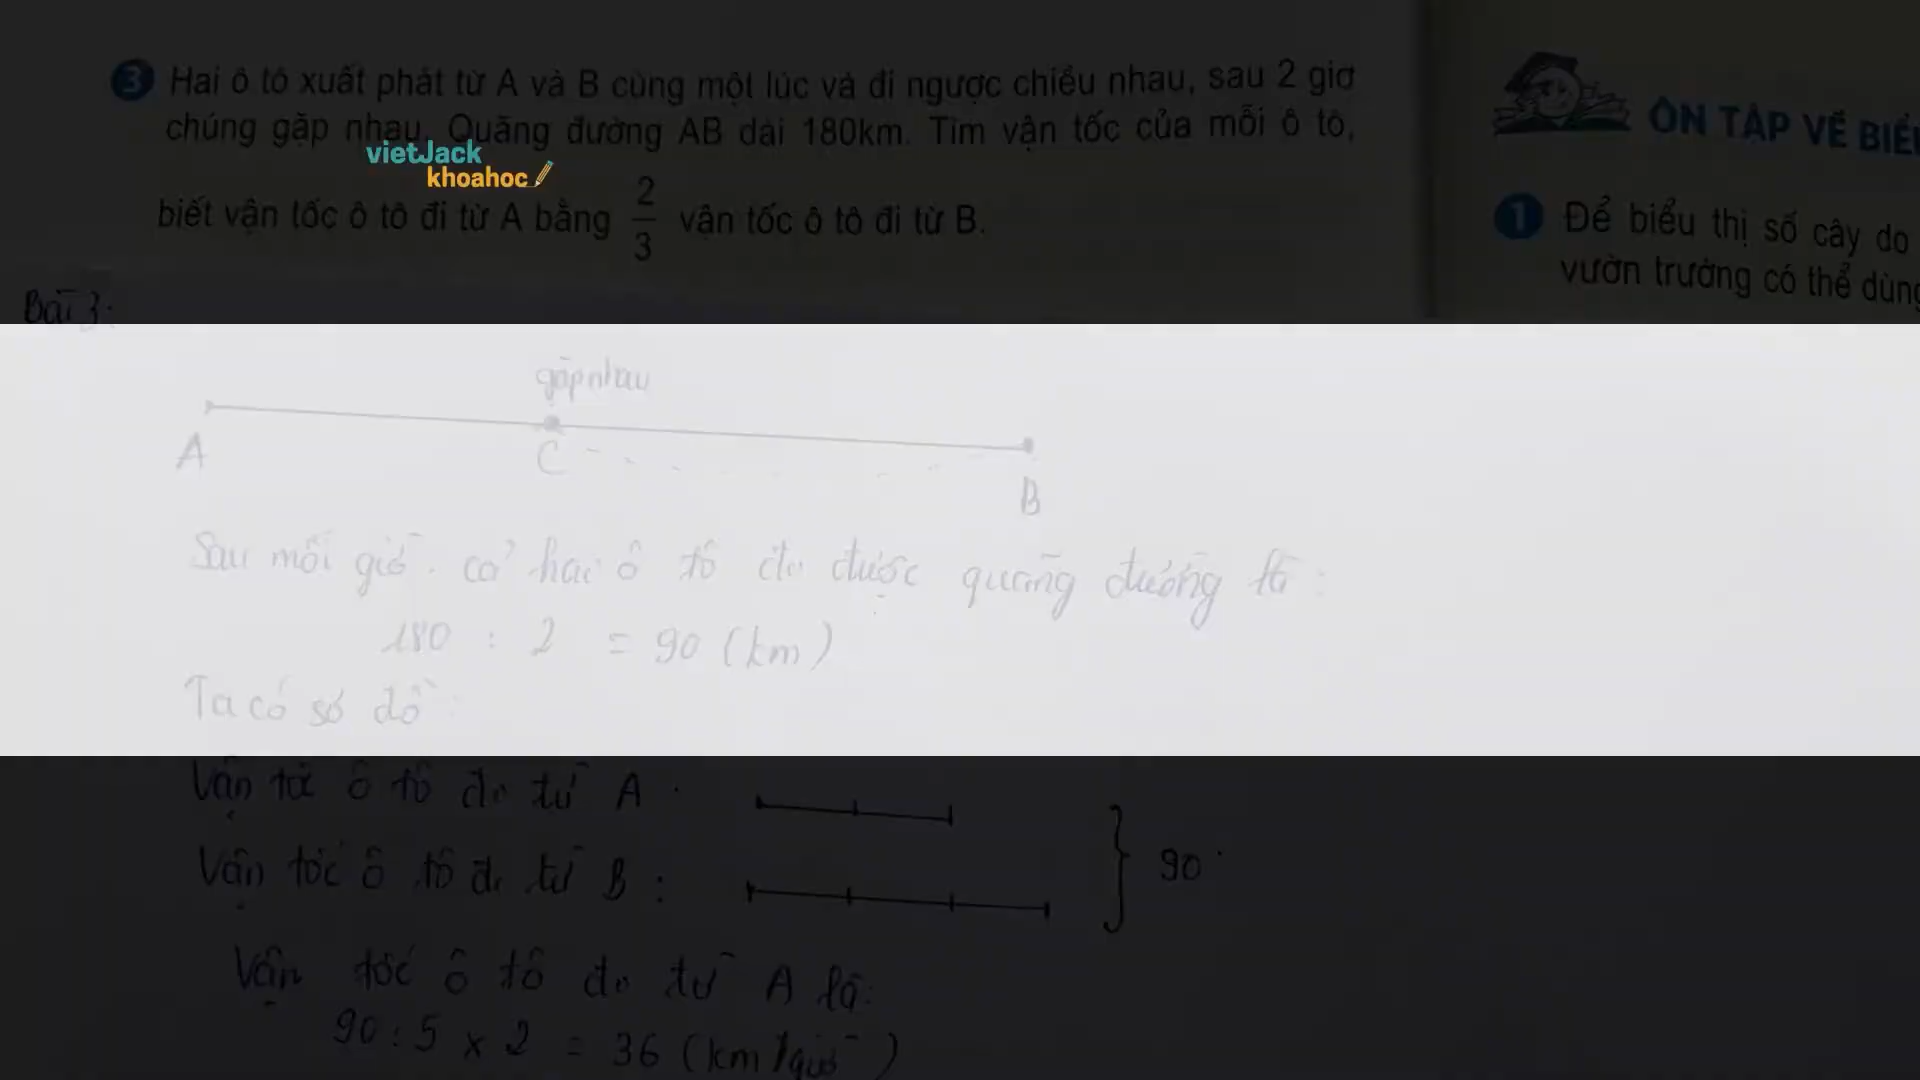 3 Hai ô tô xuất phát từ A và B cùng một lúc và đi ngược chiều nhau, sau 2 giờ
chúng gặp nhau. Quãng đường AB dài 180km. Tìm vận tốc của mỗi ô tô,
vietJack
khoahoc
biết vận tốc ô tô đi từ A bằng 2/3 vận tốc ô tô đi từ B.
ÔN TẬP VỀ BIỂU
1 Để biểu thị số cây do
vườn trường có thể dùng
Bài 3:
gặp nhau
A
C
B
Sau mỗi giờ, cả hai ô tô đi được quãng đường là:
180 : 2 = 90 (km)
Ta có sơ đồ:
Vận tốc ô tô đi từ A :
Vận tốc ô tô đi từ B :
90
Vận tốc ô tô đi từ A là:
90 : 5 x 2 = 36 (km/giờ)